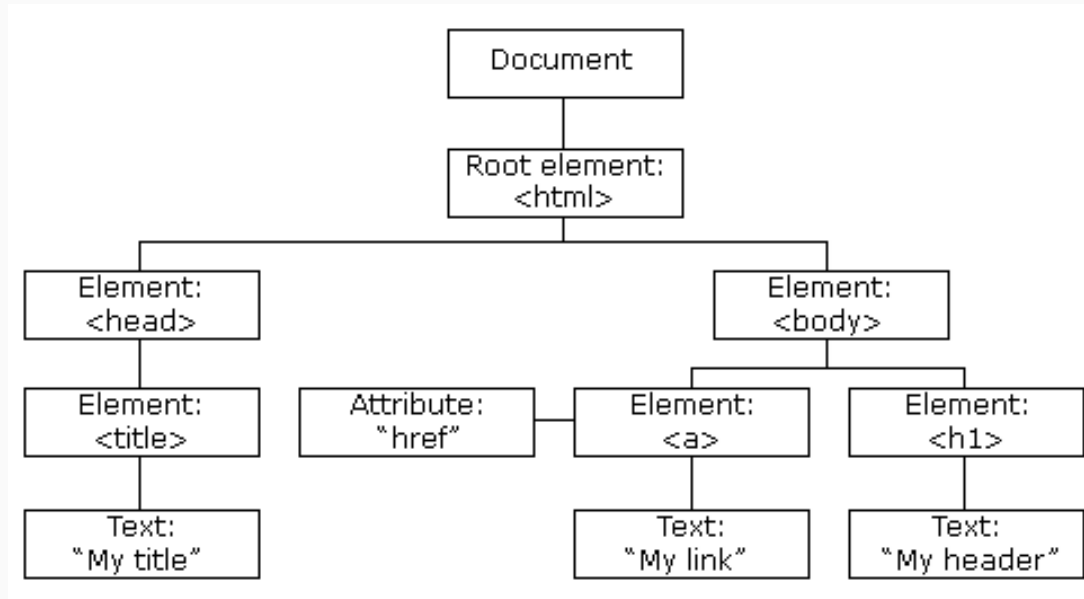 Document
Root element:
<html>
Element:
<head>
Element:
<body>
Element:
<title>
Attribute:
“href”
Element:
<a>
Element:
<h1>
Text:
“My title”
Text:
“My link”
Text:
“My header”